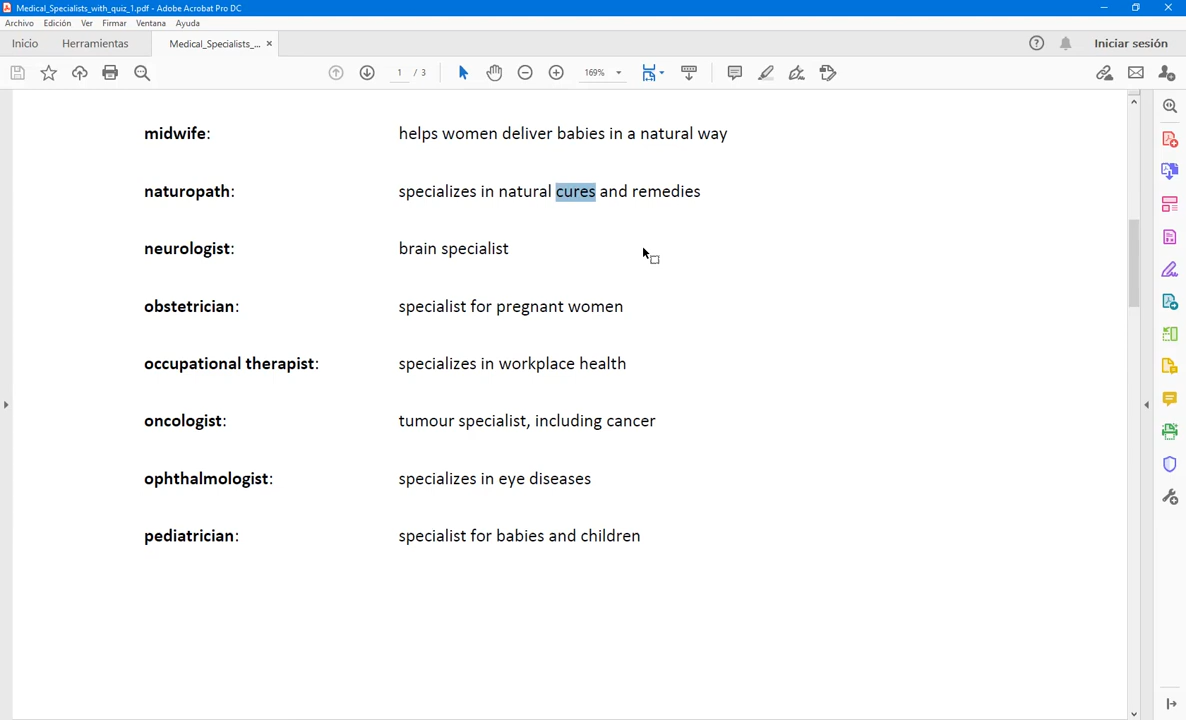 Medical_Specialists_with_quiz_1.pdf - Adobe Acrobat Pro DC
Archivo Edición Ver Firmar Ventana Ayuda
Inicio Herramientas Medical_Specialists_... × Iniciar sesión
1 / 3 169%
midwife: helps women deliver babies in a natural way
naturopath: specializes in natural cures and remedies
neurologist: brain specialist
obstetrician: specialist for pregnant women
occupational therapist: specializes in workplace health
oncologist: tumour specialist, including cancer
ophthalmologist: specializes in eye diseases
pediatrician: specialist for babies and children